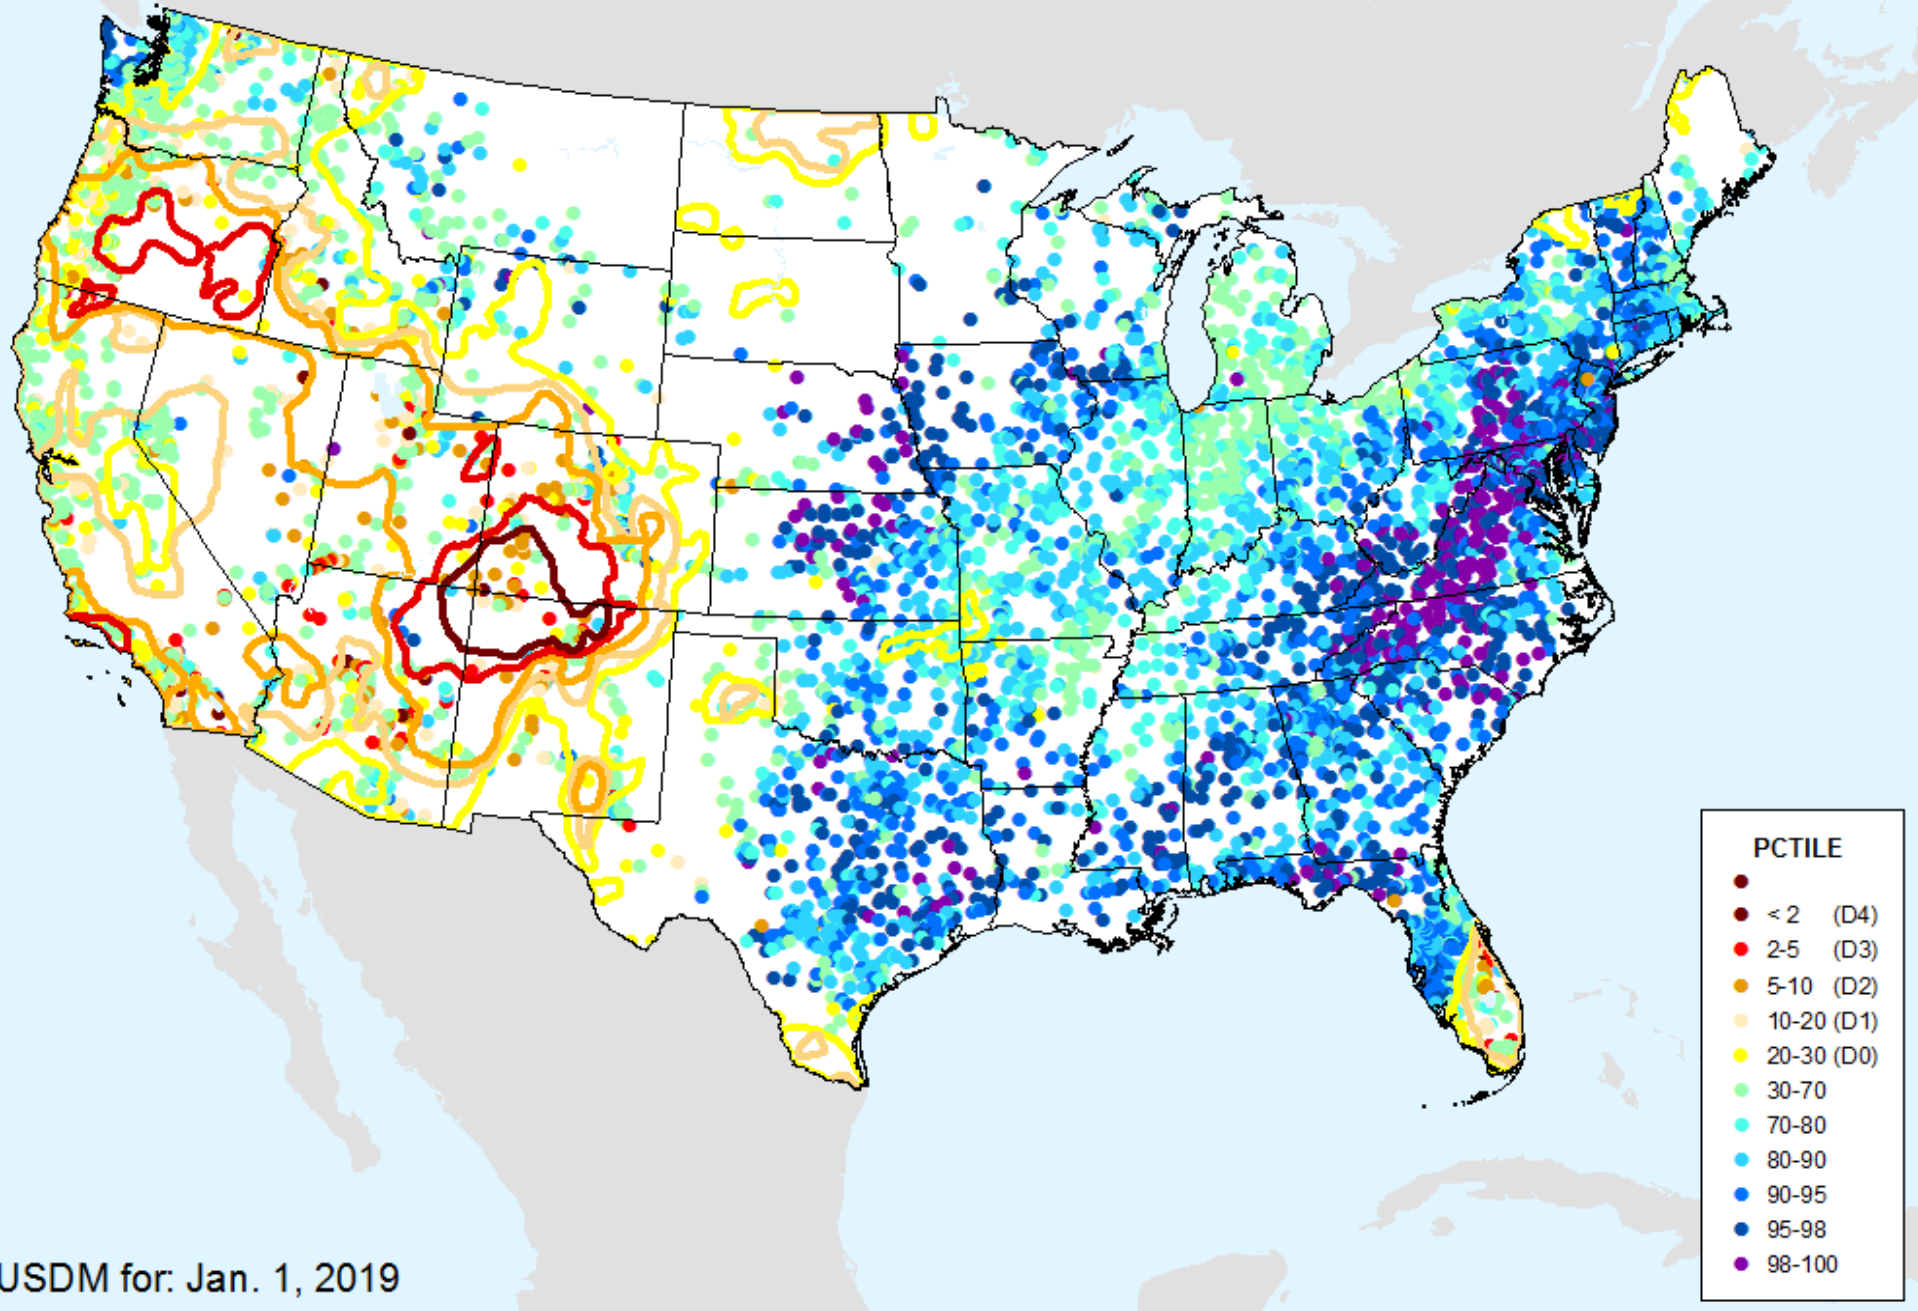 PCTILE
< 2 (D4)
2-5 (D3)
5-10 (D2)
10-20 (D1)
20-30 (D0)
30-70
70-80
80-90
90-95
95-98
98-100
USDM for: Jan. 1, 2019